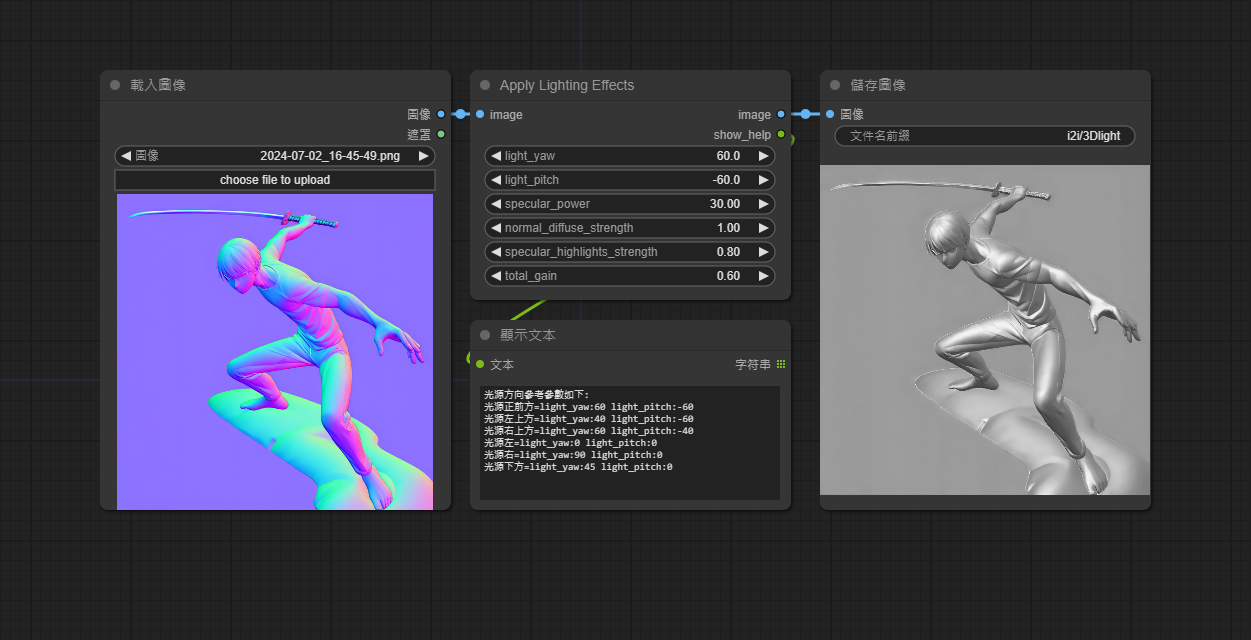 載入圖像
圖像
遮罩
圖像 2024-07-02_16-45-49.png
choose file to upload
Apply Lighting Effects
image image
show_help
light_yaw 60.0
light_pitch -60.0
specular_power 30.00
normal_diffuse_strength 1.00
specular_highlights_strength 0.80
total_gain 0.60
顯示文本
文本 字符串
光源方向參考參數如下:
光源正前方=light_yaw:60 light_pitch:-60
光源左上方=light_yaw:40 light_pitch:-60
光源右上方=light_yaw:60 light_pitch:-40
光源左=light_yaw:0 light_pitch:0
光源右=light_yaw:90 light_pitch:0
光源下方=light_yaw:45 light_pitch:0
儲存圖像
圖像
文件名前綴 i2i/3Dlight